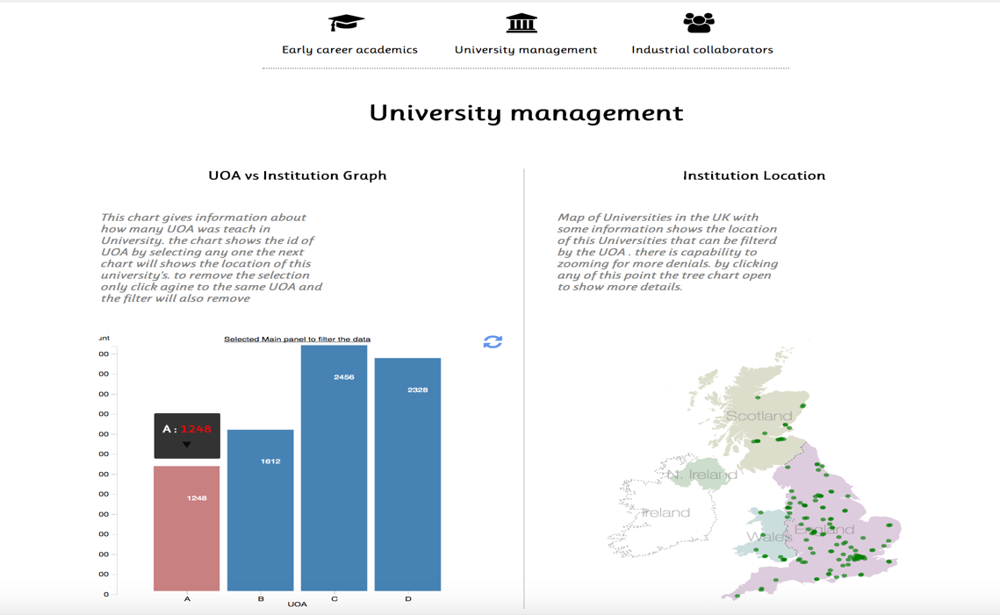 Early career academics
University management
Industrial collaborators
University management
UOA vs Institution Graph
This chart gives information about
how many UOA was teach in
University. the chart shows the id of
UOA by selecting any one the next
chart will shows the location of this
university's. to remove the selection
only click agine to the same UOA and
the filter will also remove
unt
Selected Main panel to filter the data
00
00
00
00
00
00
00
00
00
00
00
00
0
A : 1248
1248
1612
2456
2328
A
B
C
D
UOA
Institution Location
Map of Universities in the UK with
some information shows the location
of this Universities that can be filterd
by the UOA . there is capability to
zooming for more denials. by clicking
any of this point the tree chart open
to show more details.
Scotland
N. Ireland
Ireland
England
Wales